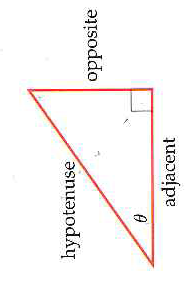 opposite
hypotenuse
θ
adjacent